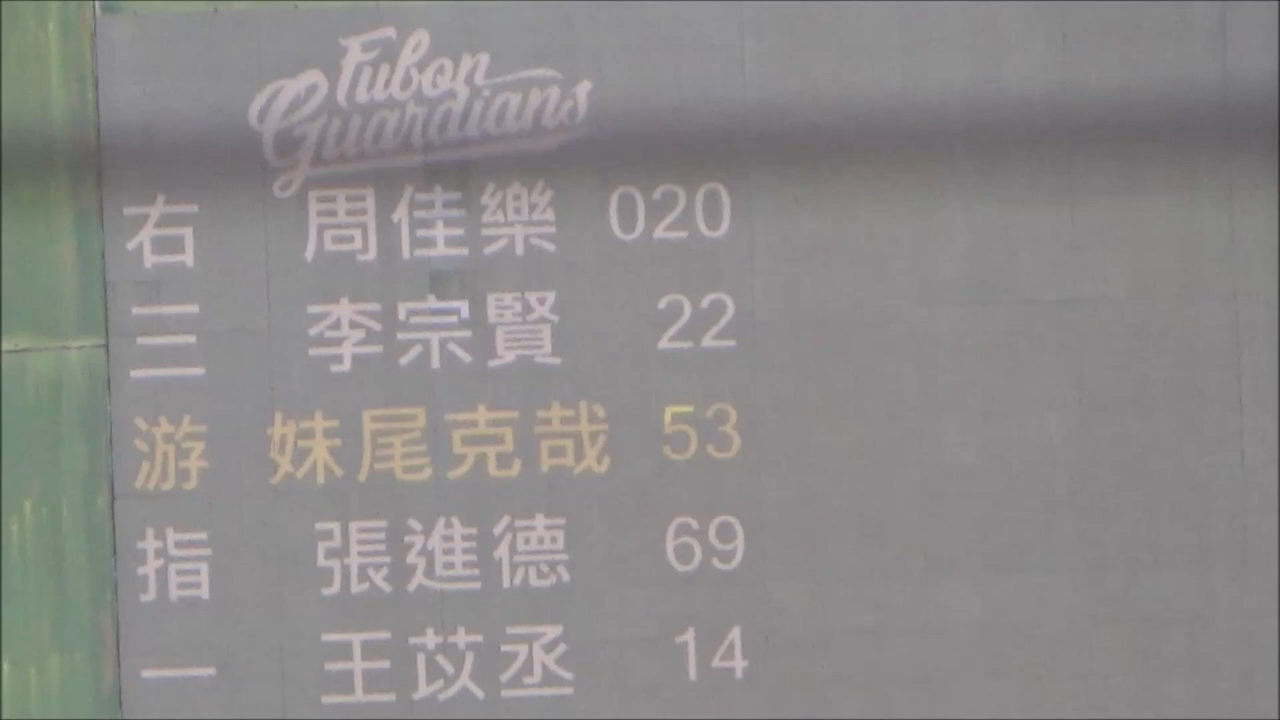 Fubon
Guardians
右 周佳樂 020
三 李宗賢 22
游 妹尾克哉 53
指 張進德 69
一 王苡丞 14